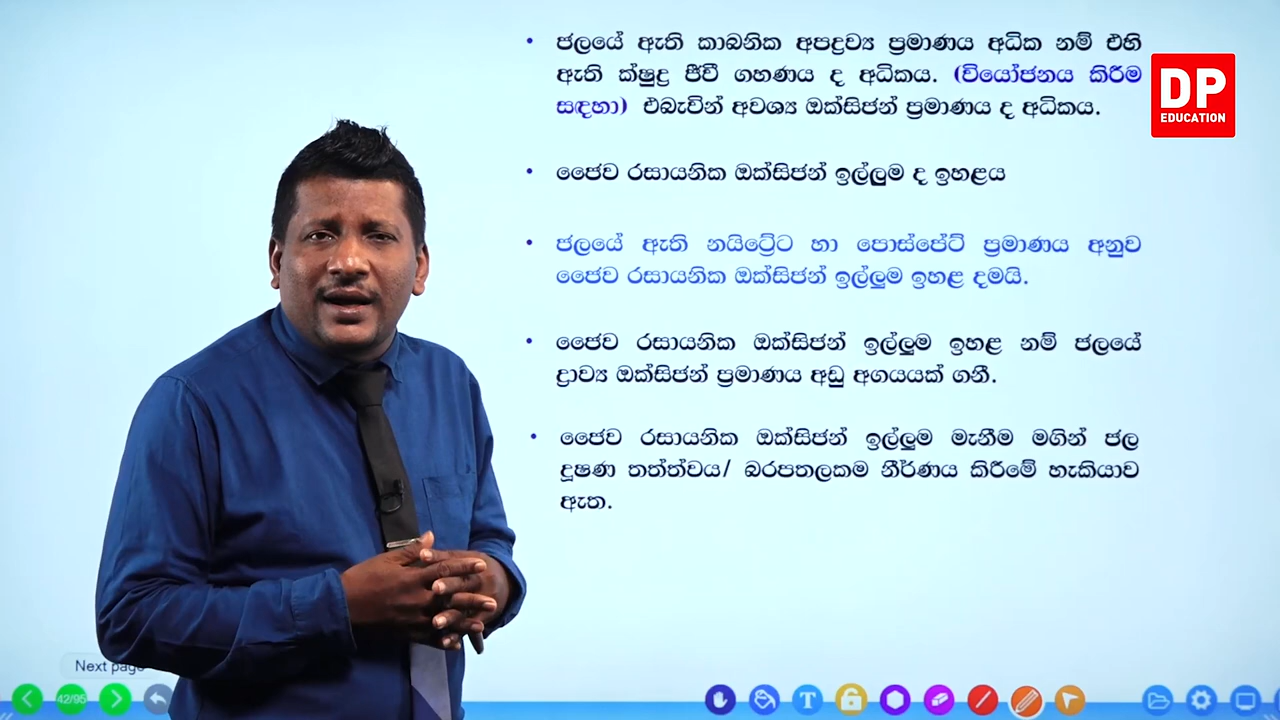 • ජලයේ ඇති කාබනික අපද්‍රව්‍ය ප්‍රමාණය අධික නම් එහි
ඇති ක්ෂුද්‍ර ජීවී ගහණය ද අධිකය. (වියෝජනය කිරීම
සඳහා) එබැවින් අවශ්‍ය ඔක්සිජන් ප්‍රමාණය ද අධිකය.
DP
EDUCATION
• ජෛව රසායනික ඔක්සිජන් ඉල්ලුම ද ඉහළය
• ජලයේ ඇති නයිට්‍රේට හා පොස්පේට් ප්‍රමාණය අනුව
ජෛව රසායනික ඔක්සිජන් ඉල්ලුම ඉහළ දමයි.
• ජෛව රසායනික ඔක්සිජන් ඉල්ලුම ඉහළ නම් ජලයේ
ද්‍රාව්‍ය ඔක්සිජන් ප්‍රමාණය අඩු අගයයක් ගනී.
• ජෛව රසායනික ඔක්සිජන් ඉල්ලුම මැනීම මගින් ජල
දූෂණ තත්ත්වය/ බරපතලකම නීර්ණය කිරීමේ හැකියාව
ඇත.
Next page
42/95
T